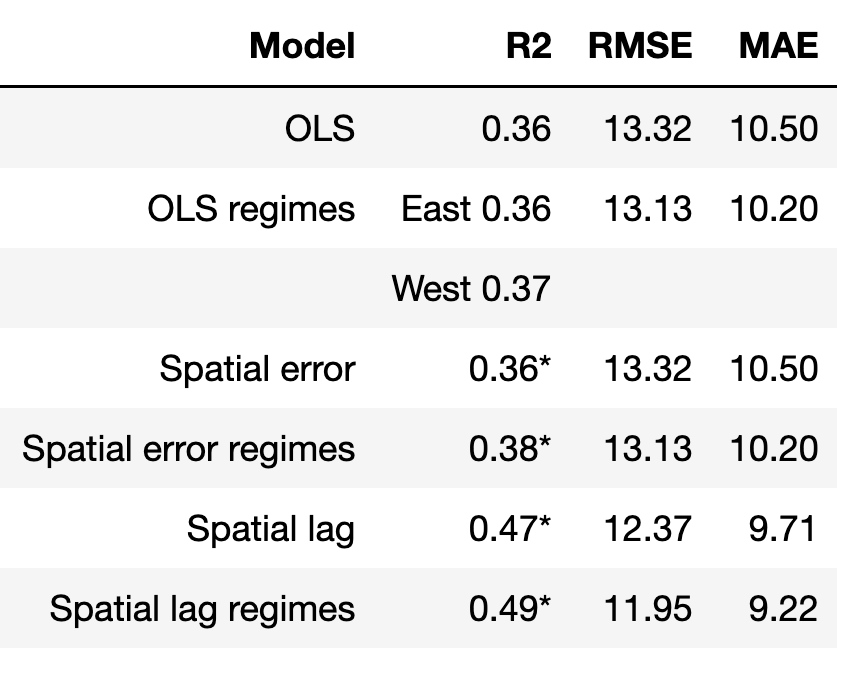 Model R2 RMSE MAE
OLS 0.36 13.32 10.50
OLS regimes East 0.36 13.13 10.20
West 0.37
Spatial error 0.36* 13.32 10.50
Spatial error regimes 0.38* 13.13 10.20
Spatial lag 0.47* 12.37 9.71
Spatial lag regimes 0.49* 11.95 9.22